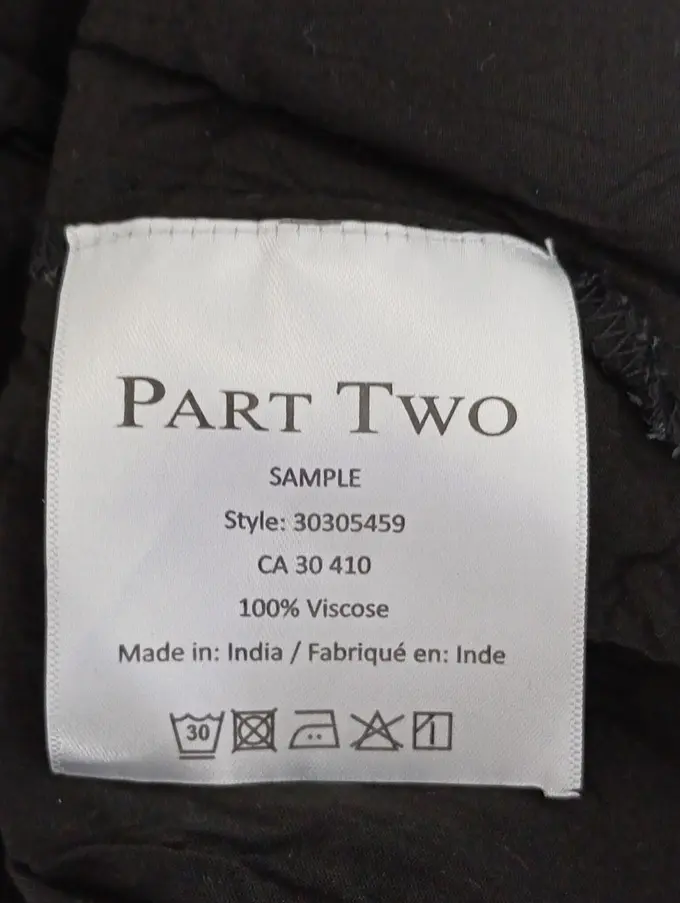 PART TWO
SAMPLE
Style: 30305459
CA 30 410
100% Viscose
Made in: India / Fabriqué en: Inde
30